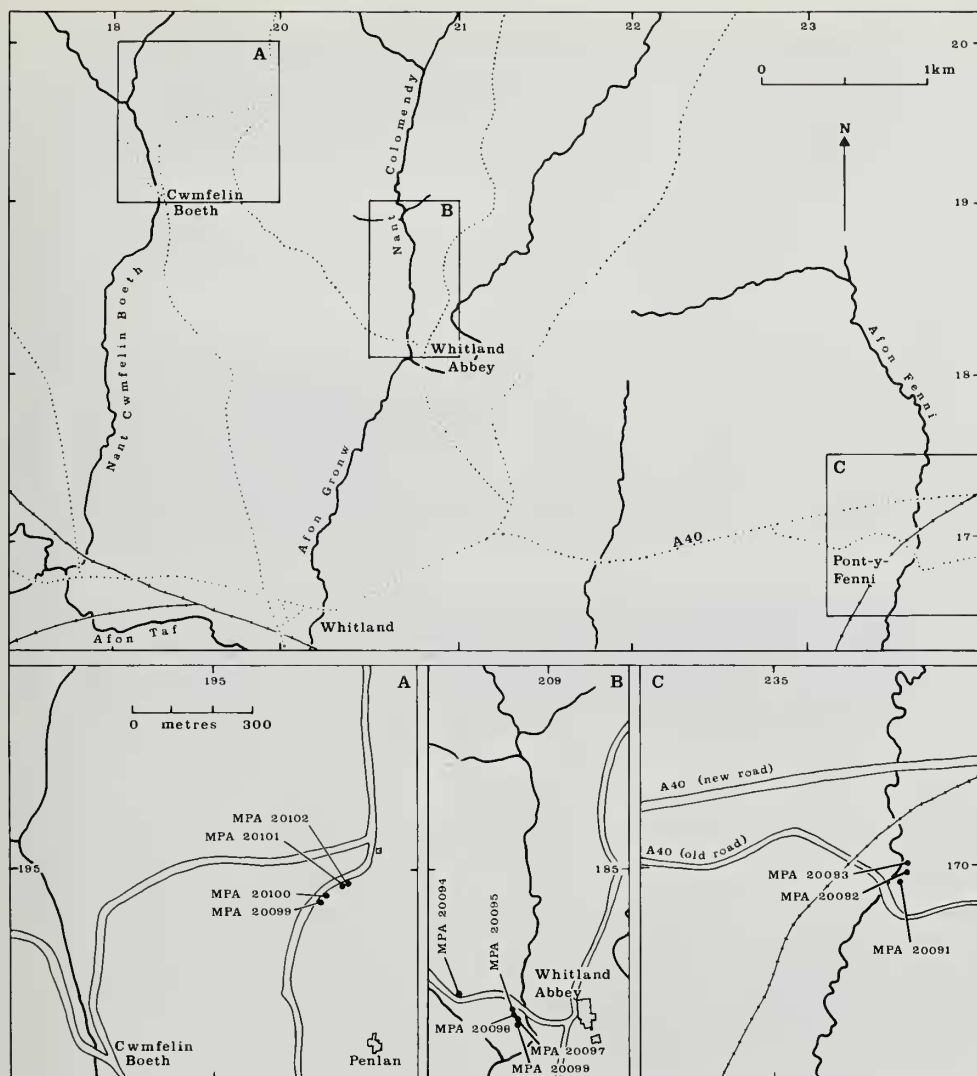 18
20
21
22
23
20
A
0
1km
N
Nant Colomendy
Cwmfelin
Boeth
19
B
Nant Cwmfelin Boeth
Whitland
Abbey
18
Afon Fenni
Afon Gronw
C
A40
17
Pont-y-
Fenni
Whitland
Afon Taf
195
A
0 metres 300
MPA 20102
MPA 20101
195
MPA 20100
MPA 20099
Cwmfelin
Boeth
Penlan
209
B
185
MPA 20094
MPA 20095
Whitland
Abbey
MPA 20098
MPA 20097
MPA 20099
C
235
A40 (new road)
A40 (old road)
170
MPA 20093
MPA 20092
MPA 20091